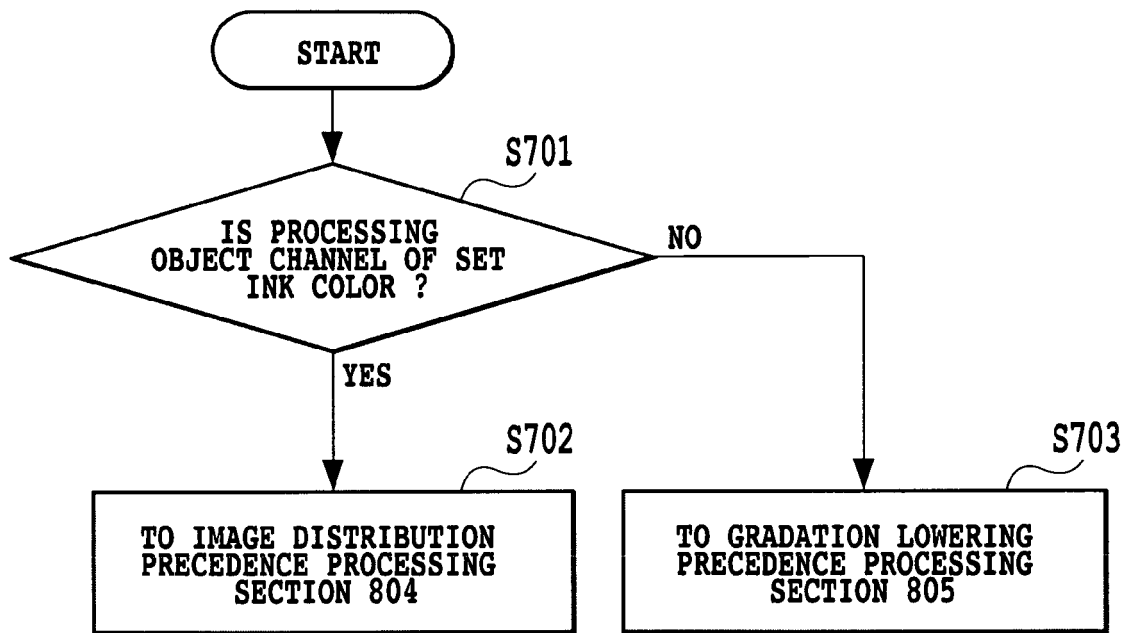 START
S701
IS PROCESSING
OBJECT CHANNEL OF SET
INK COLOR ?
NO
YES
S702
TO IMAGE DISTRIBUTION
PRECEDENCE PROCESSING
SECTION 804
S703
TO GRADATION LOWERING
PRECEDENCE PROCESSING
SECTION 805